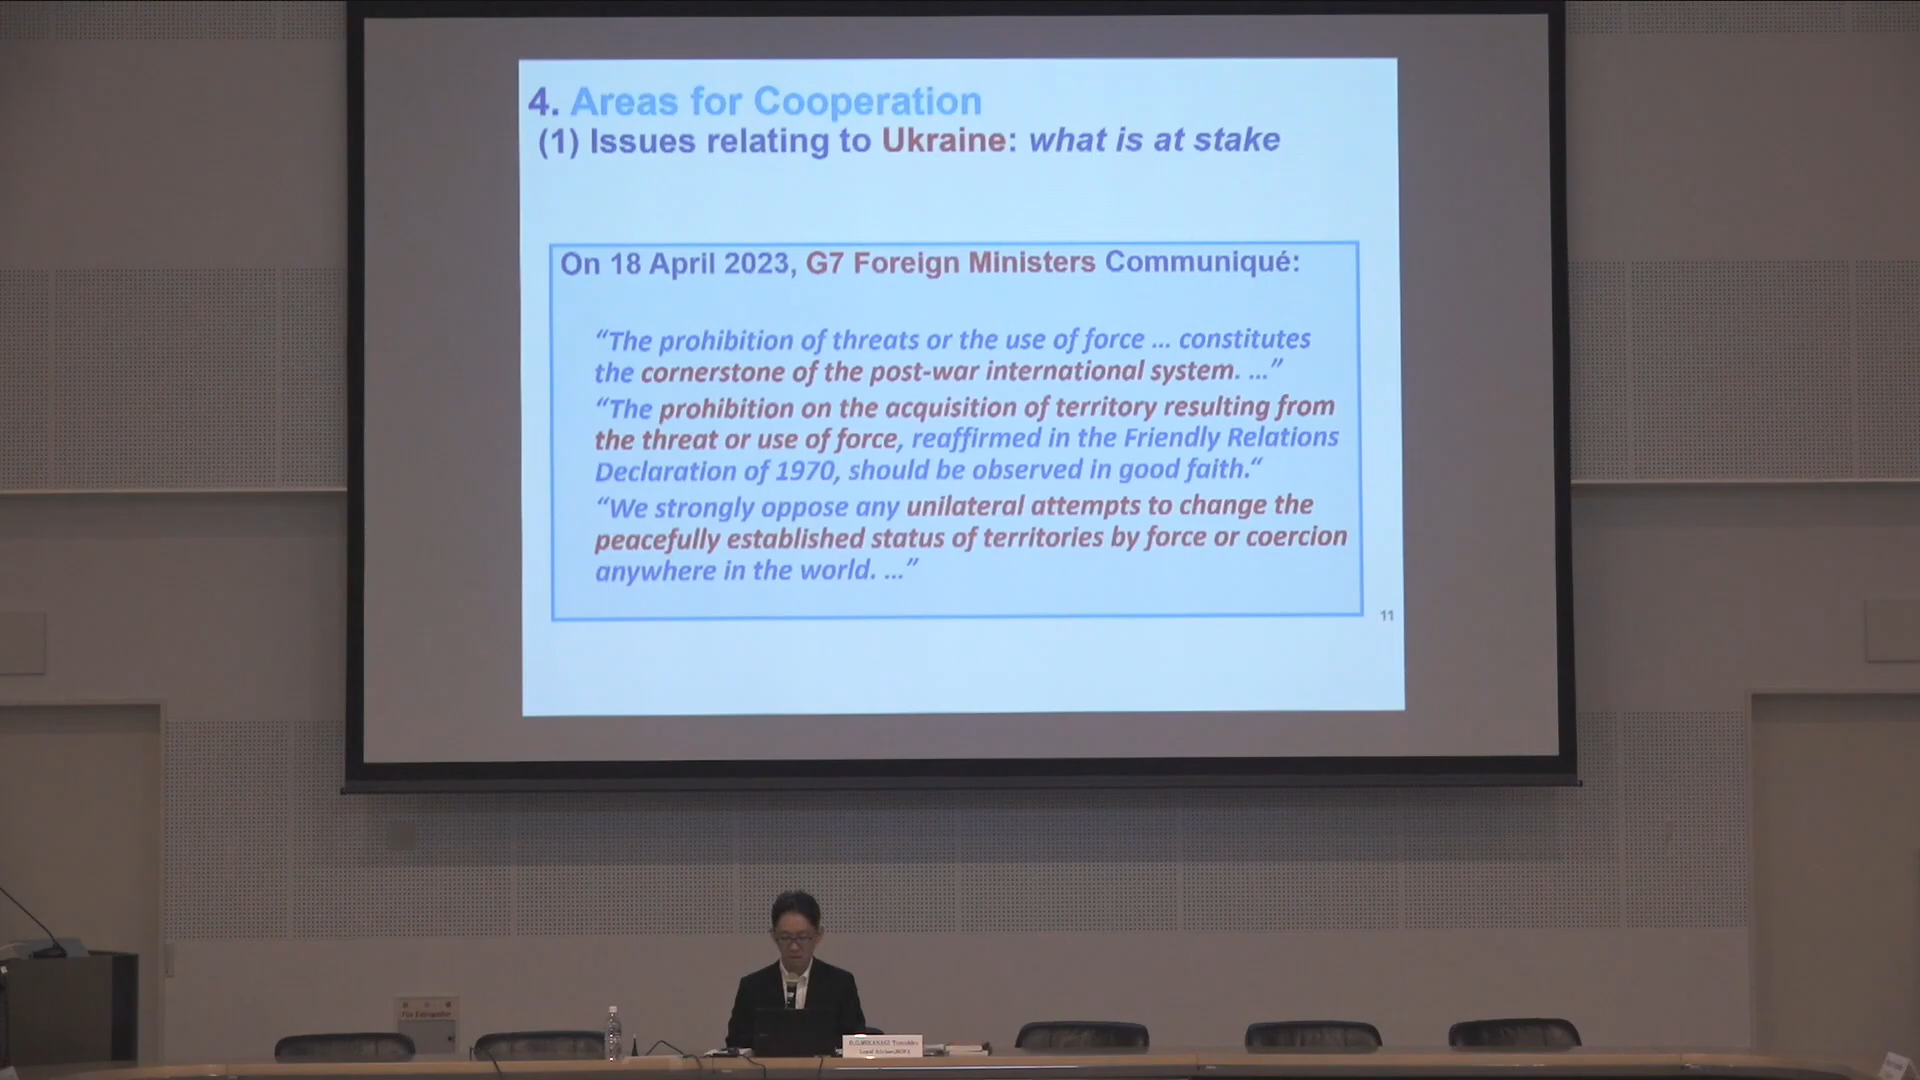 4. Areas for Cooperation
(1) Issues relating to Ukraine: what is at stake
On 18 April 2023, G7 Foreign Ministers Communiqué:
“The prohibition of threats or the use of force ... constitutes
the cornerstone of the post-war international system. ...”
“The prohibition on the acquisition of territory resulting from
the threat or use of force, reaffirmed in the Friendly Relations
Declaration of 1970, should be observed in good faith.“
“We strongly oppose any unilateral attempts to change the
peacefully established status of territories by force or coercion
anywhere in the world. ...”
11
Fire Extinguisher